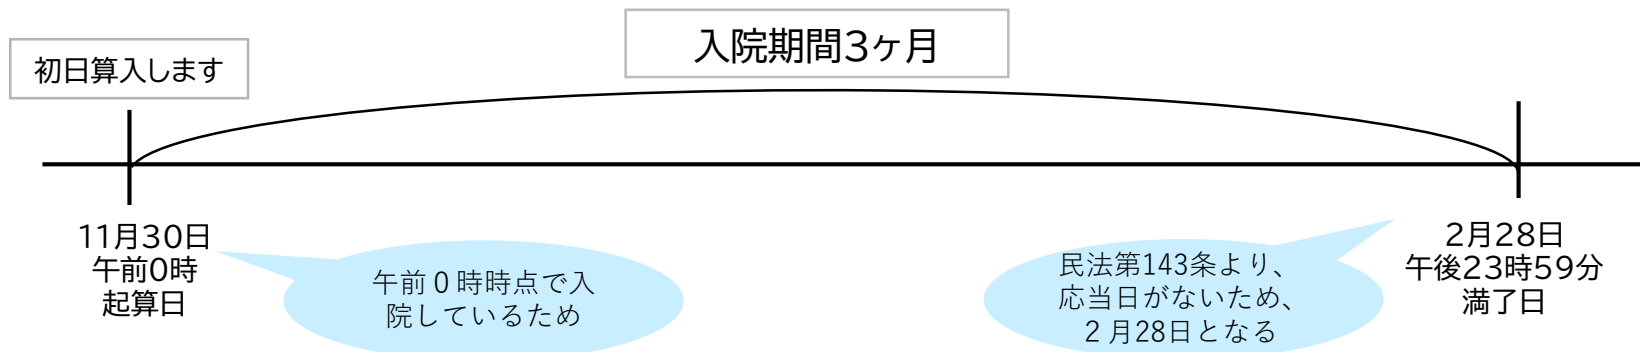 入院期間3ヶ月
初日算入します
11月30日
午前0時
起算日
午前０時時点で入
院しているため
民法第143条より、
応当日がないため、
２月28日となる
2月28日
午後23時59分
満了日